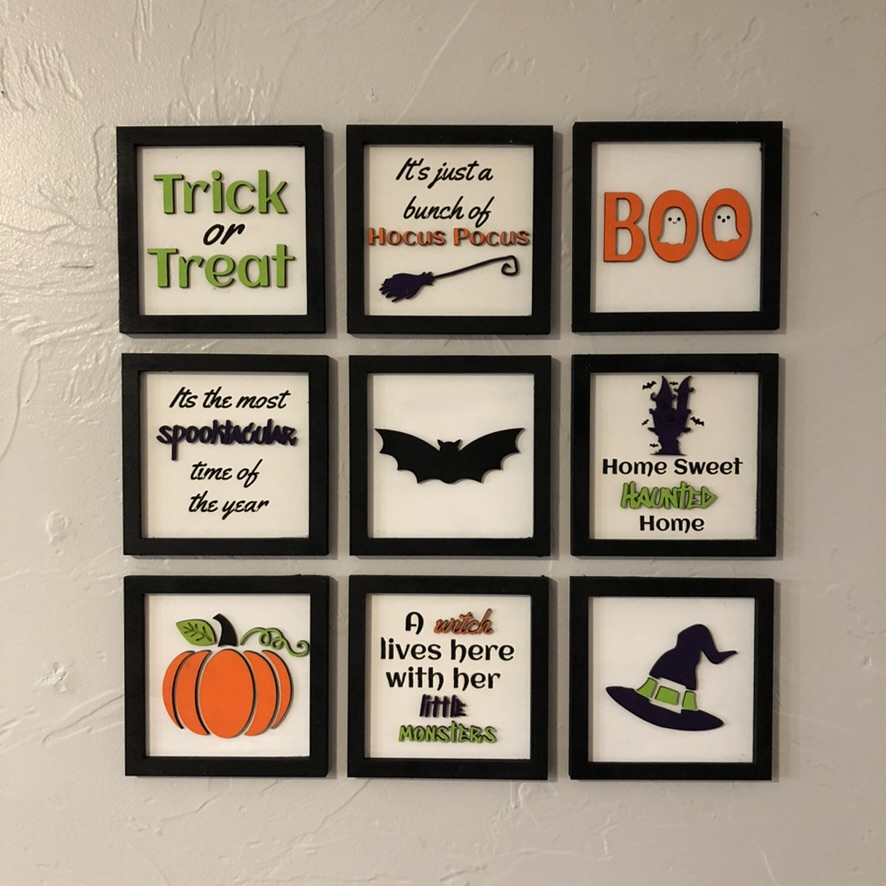 Trick
or
Treat
It's just a
bunch of
Hocus Pocus
BOO
Its the most
spooktacular
time of
the year
Home Sweet
HAUNTED
Home
A witch
lives here
with her
little
MONSTERS